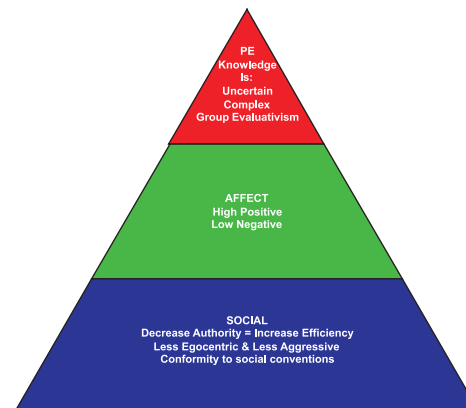 PE
Knowledge
Is:
Uncertain
Complex
Group Evaluativism
AFFECT
High Positive
Low Negative
SOCIAL
Decrease Authority = Increase Efficiency
Less Egocentric & Less Aggressive
Conformity to social conventions